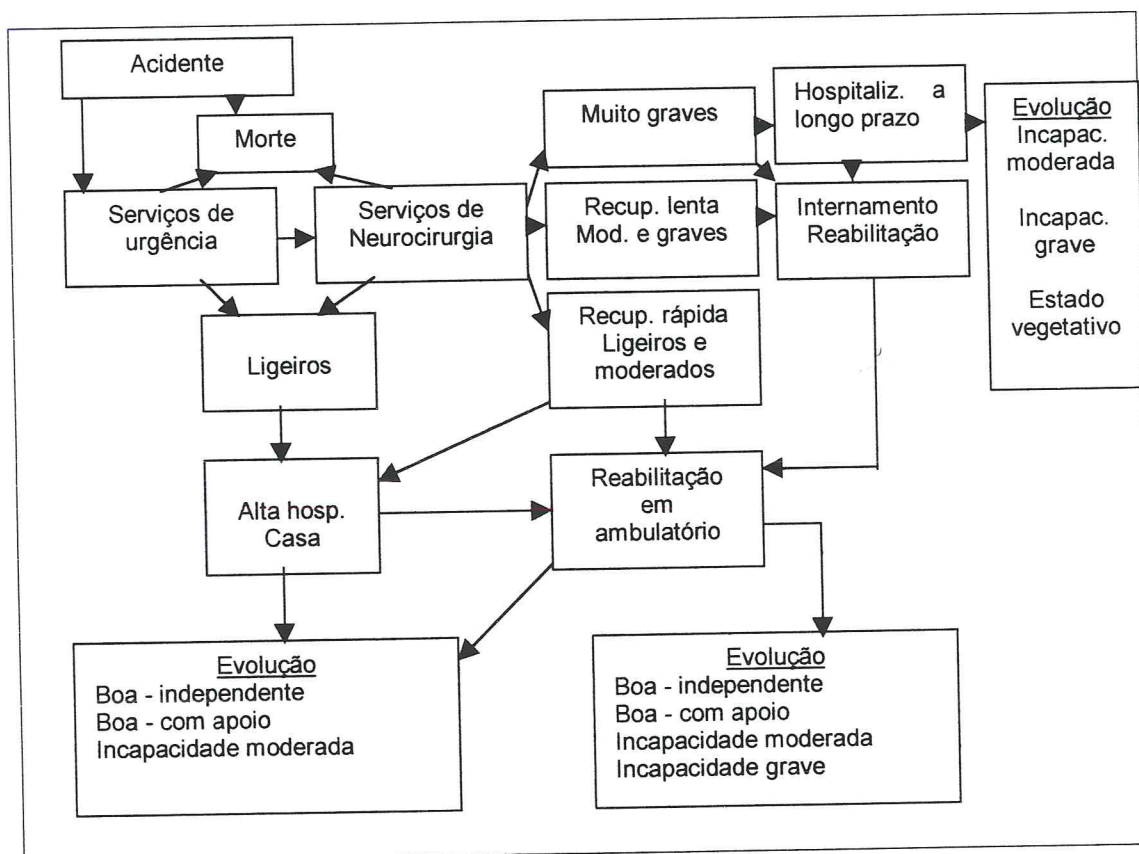 Acidente
Morte
Serviços de
urgência
Serviços de
Neurocirurgia
Muito graves
Hospitaliz. a
longo prazo
Evolução
Incapac.
moderada
Incapac.
grave
Estado
vegetativo
Recup. lenta
Mod. e graves
Internamento
Reabilitação
Ligeiros
Recup. rápida
Ligeiros e
moderados
Alta hosp.
Casa
Reabilitação
em
ambulatório
Evolução
Boa - independente
Boa - com apoio
Incapacidade moderada
Evolução
Boa - independente
Boa - com apoio
Incapacidade moderada
Incapacidade grave